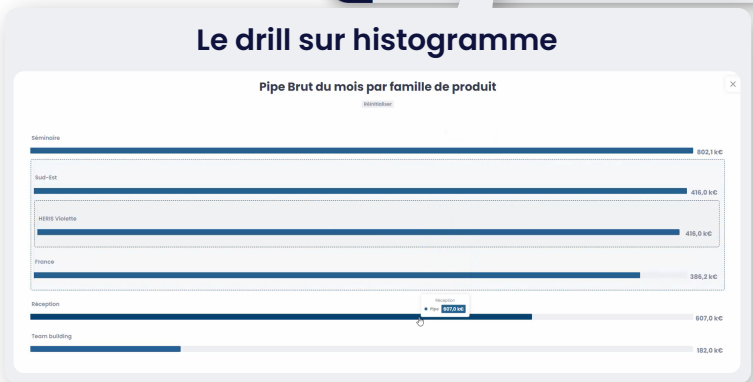 Le drill sur histogramme
Pipe Brut du mois par famille de produit
Réinitialiser
Séminaire
802,1 k€
Sud-Est
416,0 k€
HERIS Violette
416,0 k€
France
386,2 k€
Réception
Réception
Pipe 607,0 k€
607,0 k€
Team building
182,0 k€